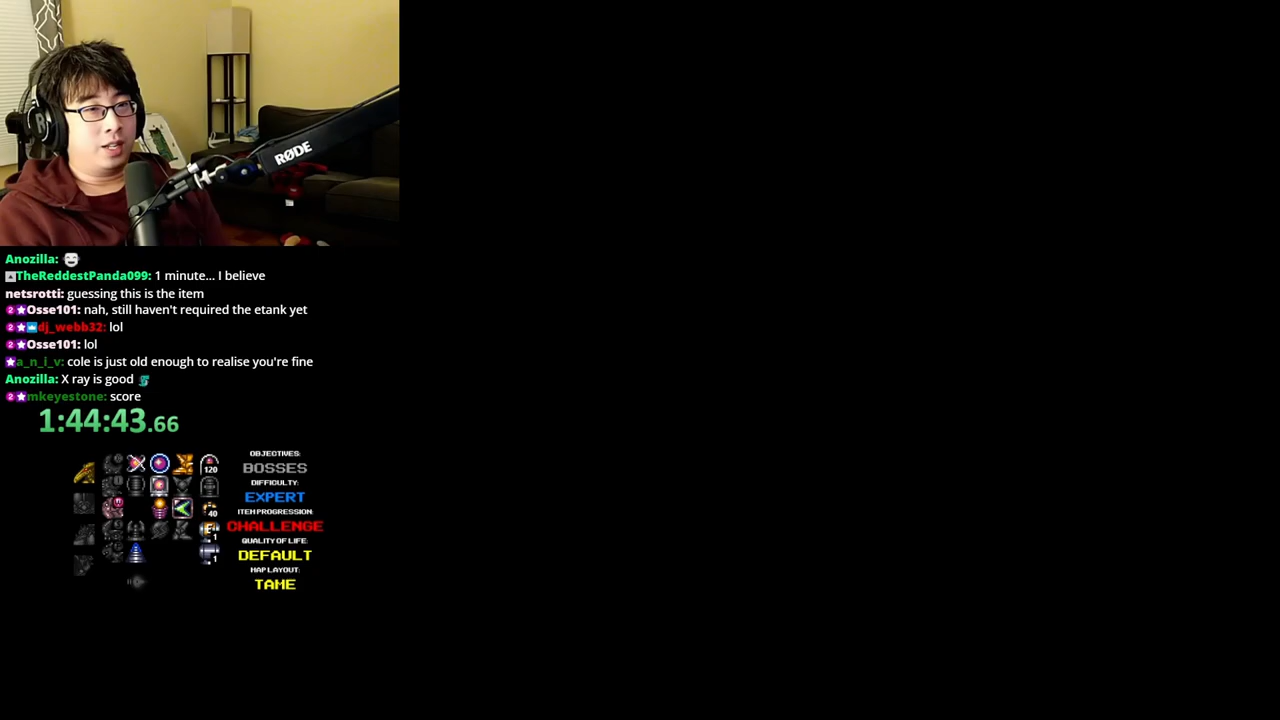 RØDE
Anozilla:
TheReddestPanda099: 1 minute... I believe
netsrotti: guessing this is the item
Osse101: nah, still haven't required the etank yet
dj_webb32: lol
Osse101: lol
a_n_i_v: cole is just old enough to realise you're fine
Anozilla: X ray is good
mkeyestone: score
1:44:43.66
120
40
1
1
OBJECTIVES:
BOSSES
DIFFICULTY:
EXPERT
ITEM PROGRESSION:
CHALLENGE
QUALITY OF LIFE:
DEFAULT
MAP LAYOUT:
TAME